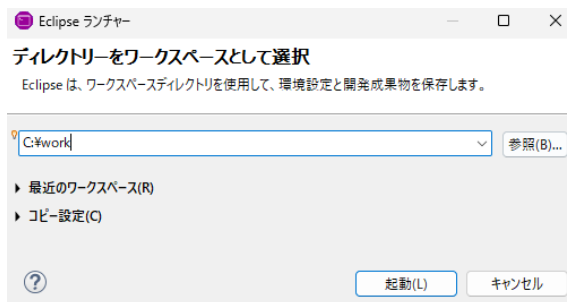 Eclipse ランチャー
ディレクトリーをワークスペースとして選択
Eclipse は、ワークスペースディレクトリを使用して、環境設定と開発成果物を保存します。
C:¥work
参照(B)...
最近のワークスペース(R)
コピー設定(C)
起動(L)
キャンセル